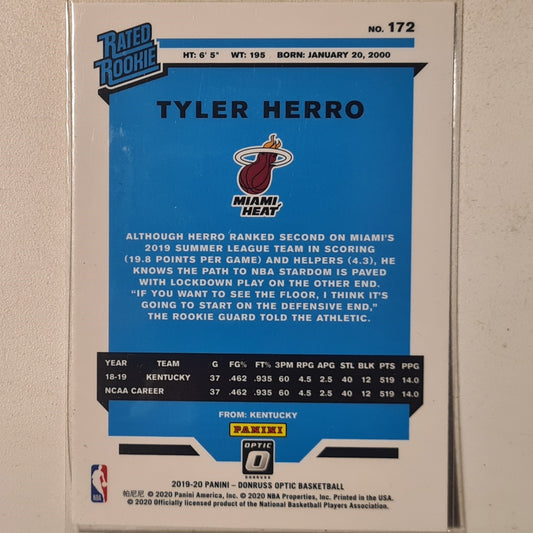 RATED
ROOKIE
NO. 172
HT: 6' 5" WT: 195 BORN: JANUARY 20, 2000
TYLER HERRO
MIAMI
HEAT
ALTHOUGH HERRO RANKED SECOND ON MIAMI'S
2019 SUMMER LEAGUE TEAM IN SCORING
(19.8 POINTS PER GAME) AND HELPERS (4.3), HE
KNOWS THE PATH TO NBA STARDOM IS PAVED
WITH LOCKDOWN PLAY ON THE OTHER END.
"IF YOU WANT TO SEE THE FLOOR, I THINK IT'S
GOING TO START ON THE DEFENSIVE END,"
THE ROOKIE GUARD TOLD THE ATHLETIC.
YEAR TEAM G FG% FT% 3PM RPG APG STL BLK PTS PPG
18-19 KENTUCKY 37 .462 .935 60 4.5 2.5 40 12 519 14.0
NCAA CAREER 37 .462 .935 60 4.5 2.5 40 12 519 14.0
FROM: KENTUCKY
PANINI
OPTIC
DONRUSS
NBA
2019-20 PANINI – DONRUSS OPTIC BASKETBALL
帕尼尼 © 2020 Panini America, Inc. © 2020 NBA Properties, Inc. Printed in the USA.
© 2020 Officially licensed product of the National Basketball Players Association.